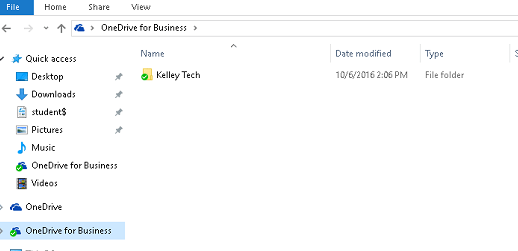 File Home Share View
OneDrive for Business
Name Date modified Type
Quick access
Kelley Tech 10/6/2016 2:06 PM File folder
Desktop
Downloads
student$
Pictures
Music
OneDrive for Business
Videos
OneDrive
OneDrive for Business